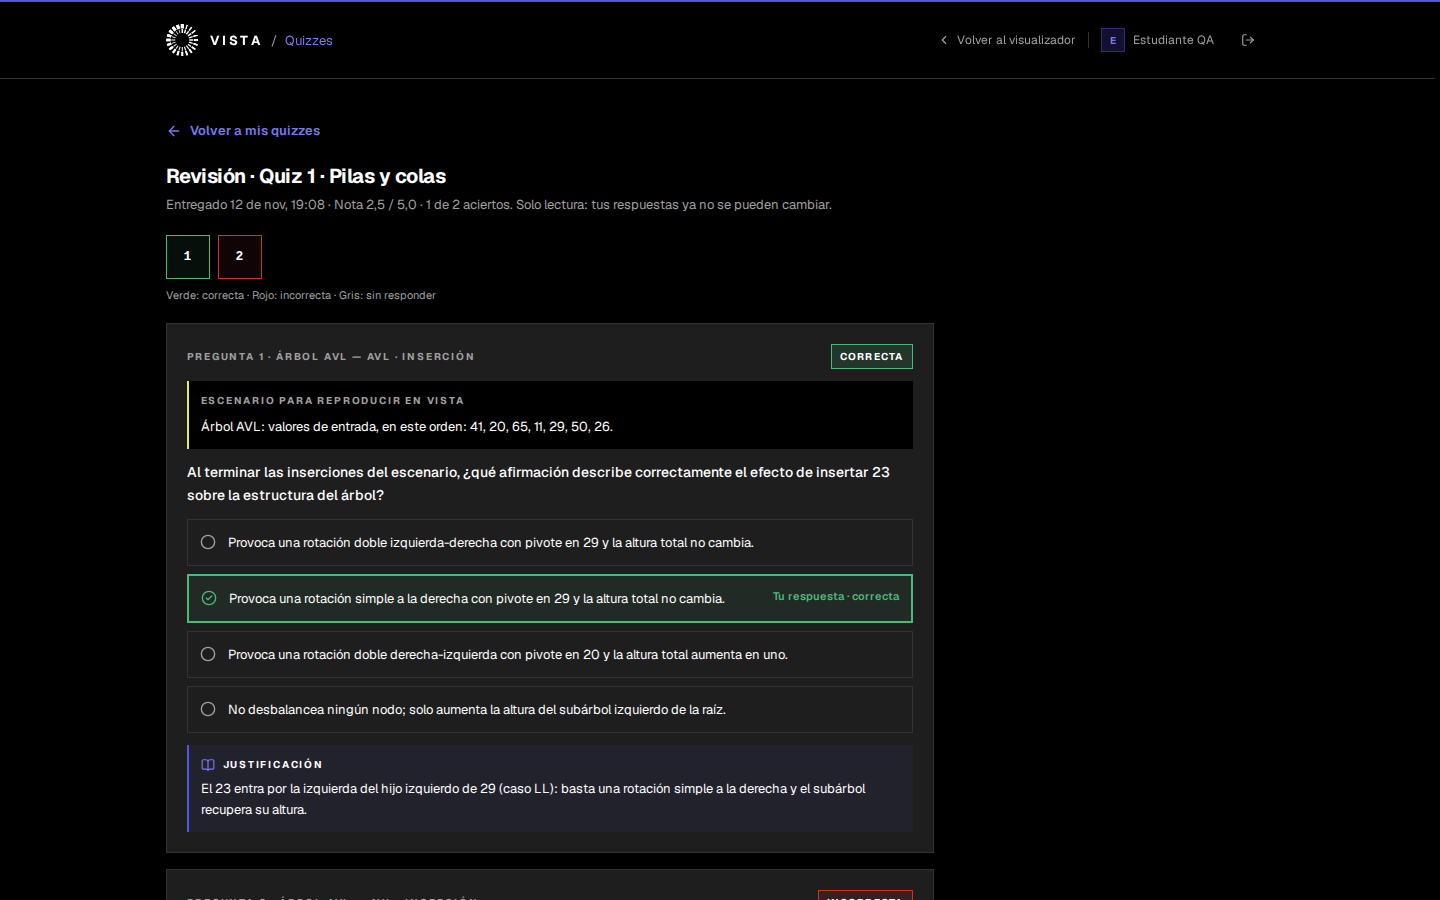 VISTA / Quizzes
Volver al visualizador
E Estudiante QA
Volver a mis quizzes
Revisión · Quiz 1 · Pilas y colas
Entregado 12 de nov, 19:08 · Nota 2,5 / 5,0 · 1 de 2 aciertos. Solo lectura: tus respuestas ya no se pueden cambiar.
1 2
Verde: correcta · Rojo: incorrecta · Gris: sin responder
PREGUNTA 1 · ÁRBOL AVL — AVL · INSERCIÓN
CORRECTA
ESCENARIO PARA REPRODUCIR EN VISTA
Árbol AVL: valores de entrada, en este orden: 41, 20, 65, 11, 29, 50, 26.
Al terminar las inserciones del escenario, ¿qué afirmación describe correctamente el efecto de insertar 23
sobre la estructura del árbol?
Provoca una rotación doble izquierda-derecha con pivote en 29 y la altura total no cambia.
Provoca una rotación simple a la derecha con pivote en 29 y la altura total no cambia.
Tu respuesta · correcta
Provoca una rotación doble derecha-izquierda con pivote en 20 y la altura total aumenta en uno.
No desbalancea ningún nodo; solo aumenta la altura del subárbol izquierdo de la raíz.
JUSTIFICACIÓN
El 23 entra por la izquierda del hijo izquierdo de 29 (caso LL): basta una rotación simple a la derecha y el subárbol
recupera su altura.